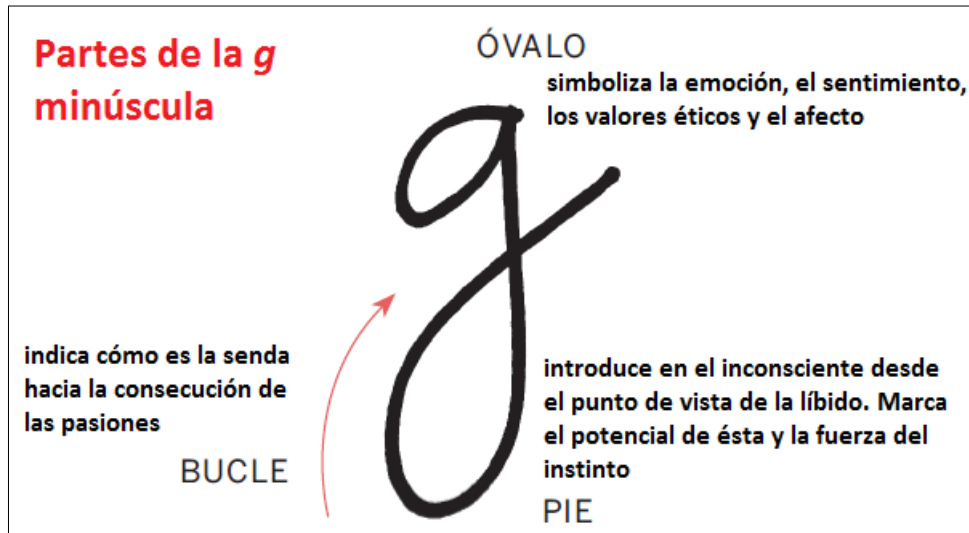 Partes de la g
minúscula
ÓVALO
simboliza la emoción, el sentimiento,
los valores éticos y el afecto
g
indica cómo es la senda
hacia la consecución de
las pasiones
BUCLE
introduce en el inconsciente desde
el punto de vista de la líbido. Marca
el potencial de ésta y la fuerza del
instinto
PIE